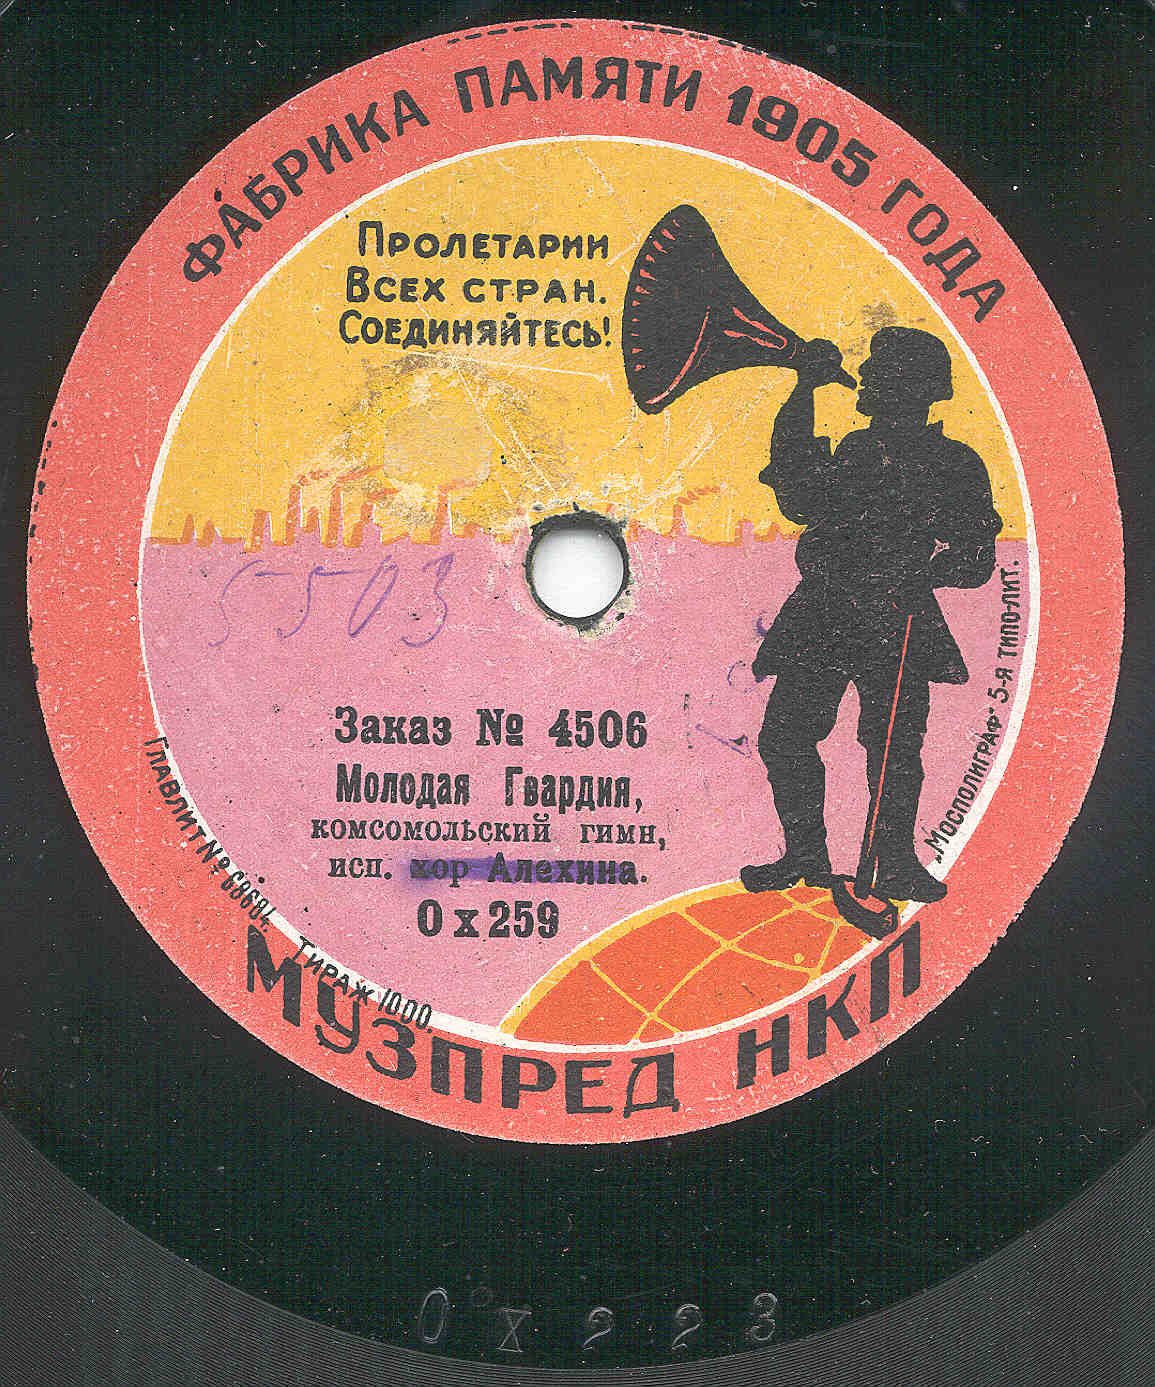 ФАБРИКА ПАМЯТИ 1905 ГОДА
ПРОЛЕТАРИИ
ВСЕХ СТРАН.
СОЕДИНЯЙТЕСЬ!
5503
Заказ № 4506
Молодая Гвардия,
комсомольский гимн,
исп. хор Алехина.
0 х 259
ГЛАВЛИТ № 68684. ТИРАЖ 1000.
„МОСПОЛИГРАФ" 5-я ТИПО-ЛИТ.
МУЗПРЕД НКП
0 X 223